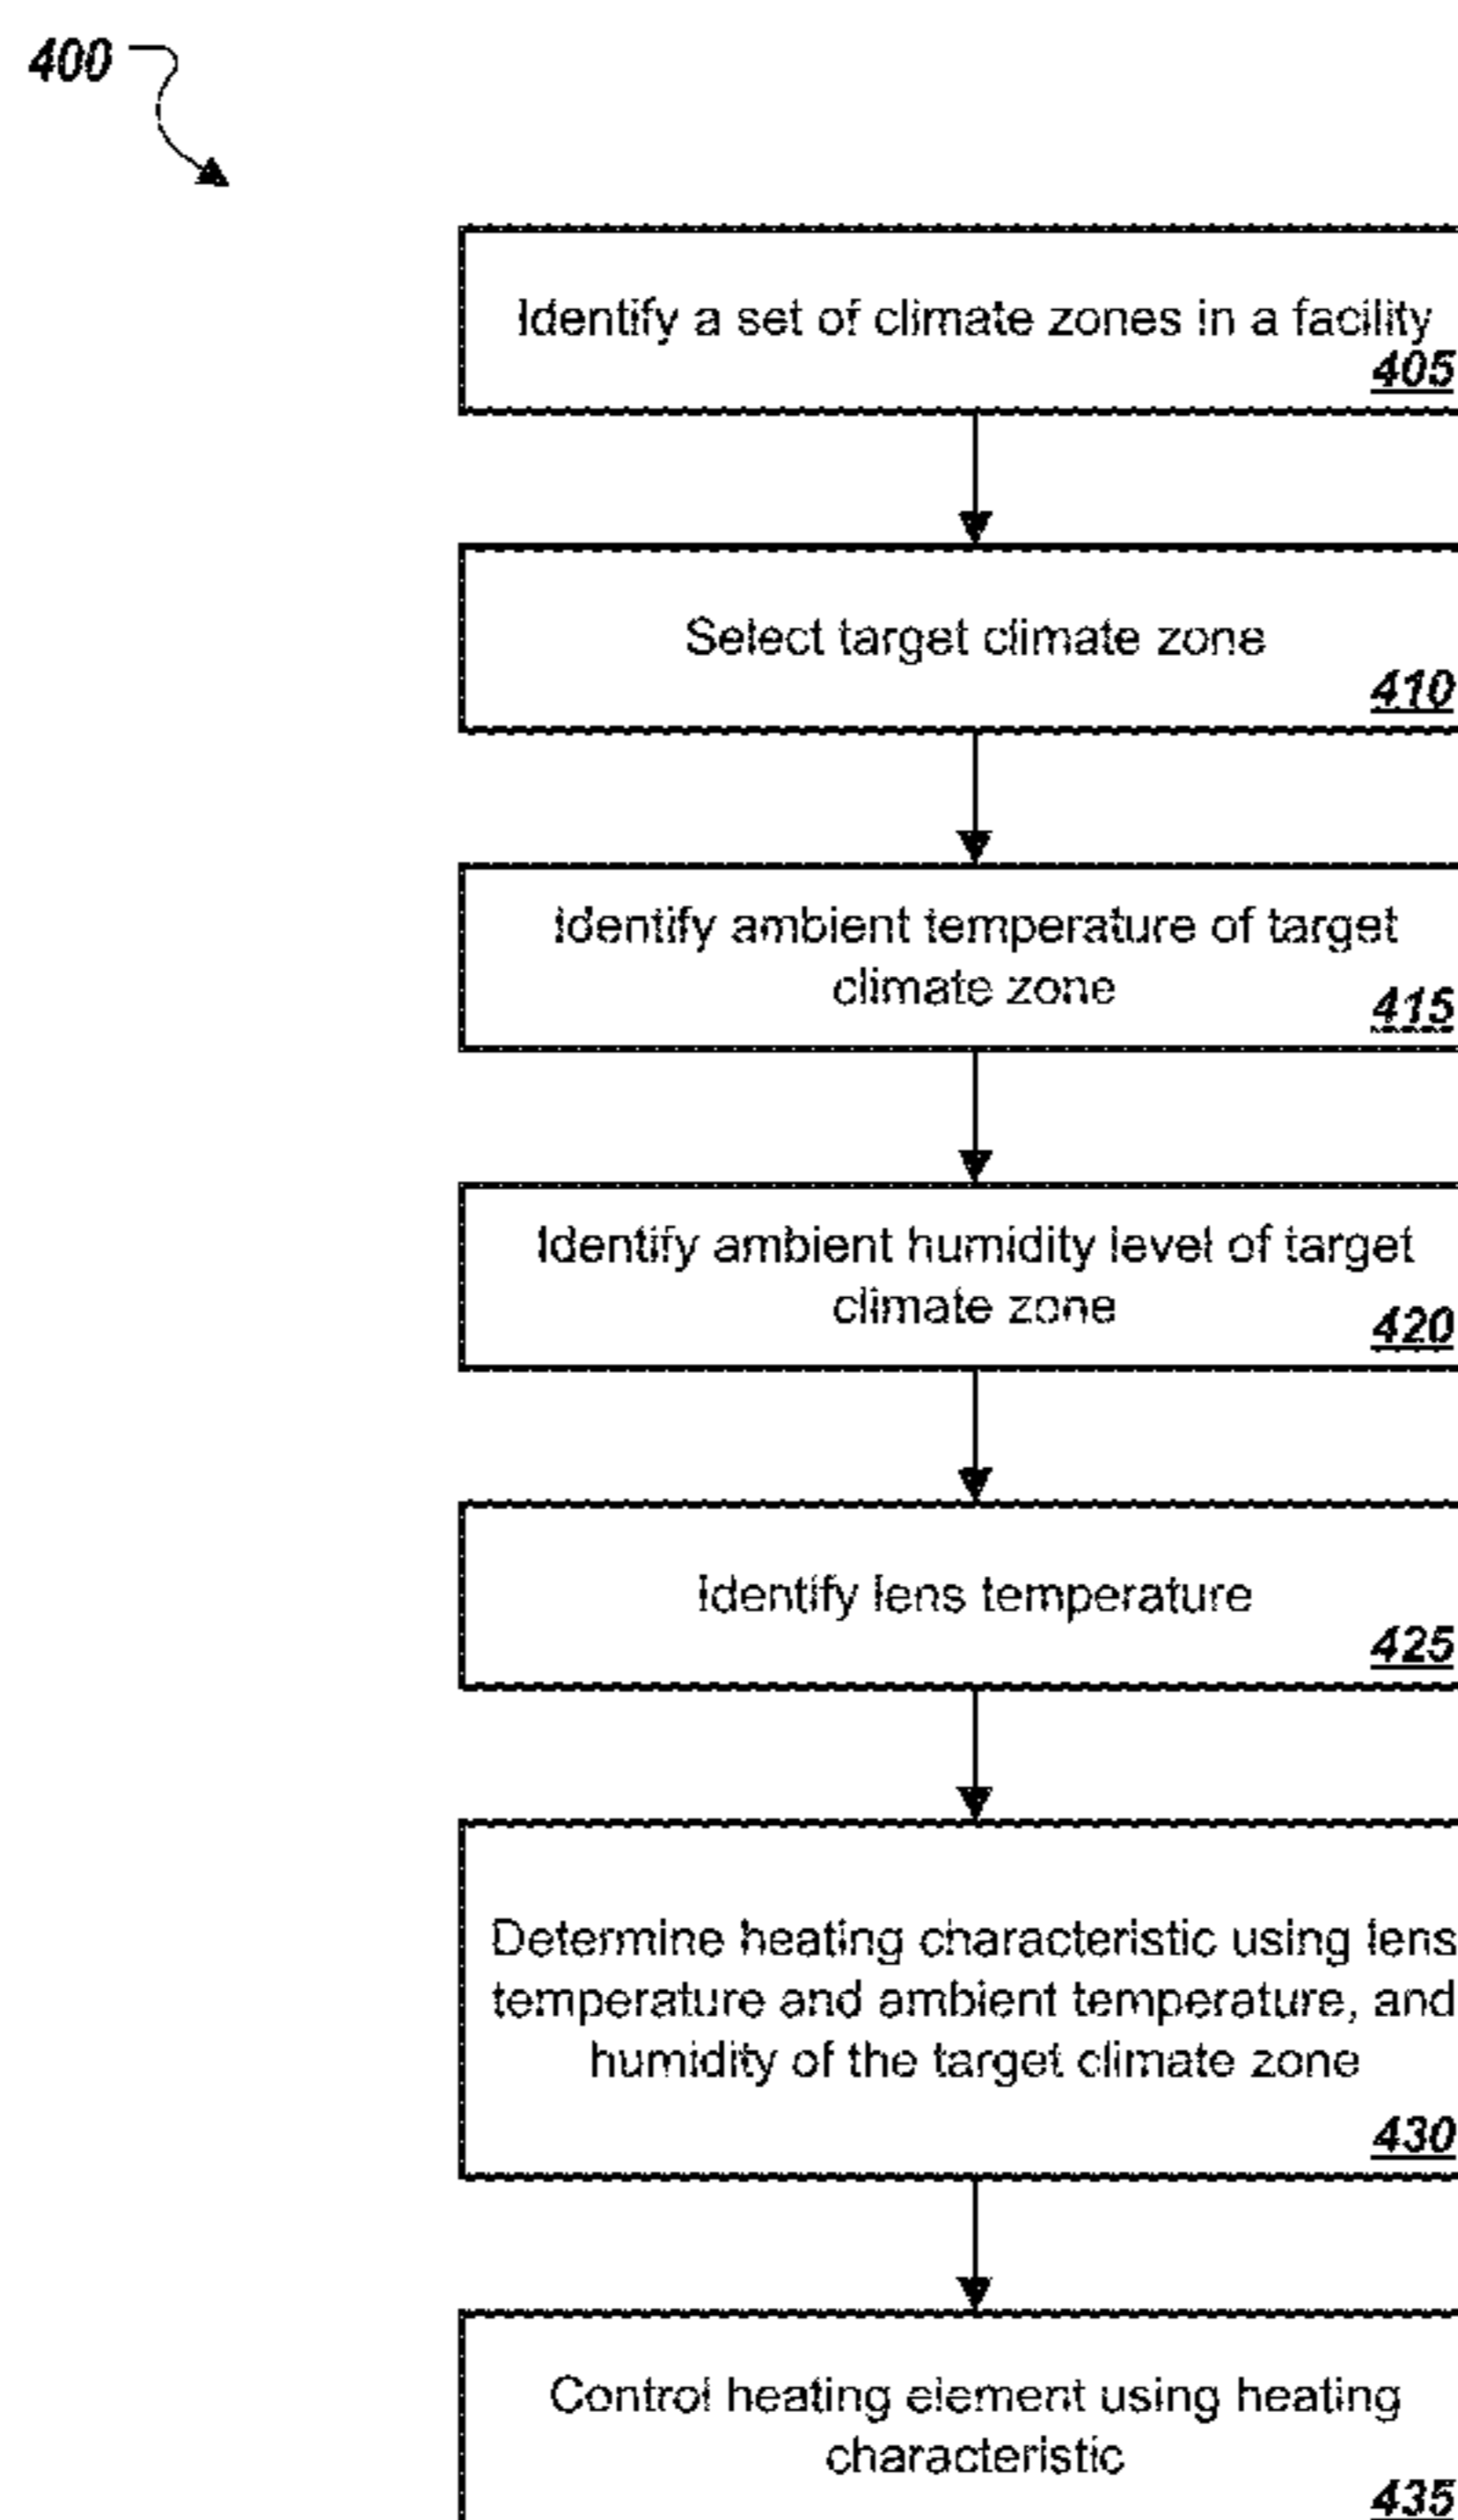 400
Identify a set of climate zones in a facility
405
Select target climate zone
410
Identify ambient temperature of target
climate zone
415
Identify ambient humidity level of target
climate zone
420
Identify lens temperature
425
Determine heating characteristic using lens
temperature and ambient temperature, and
humidity of the target climate zone
430
Control heating element using heating
characteristic
435